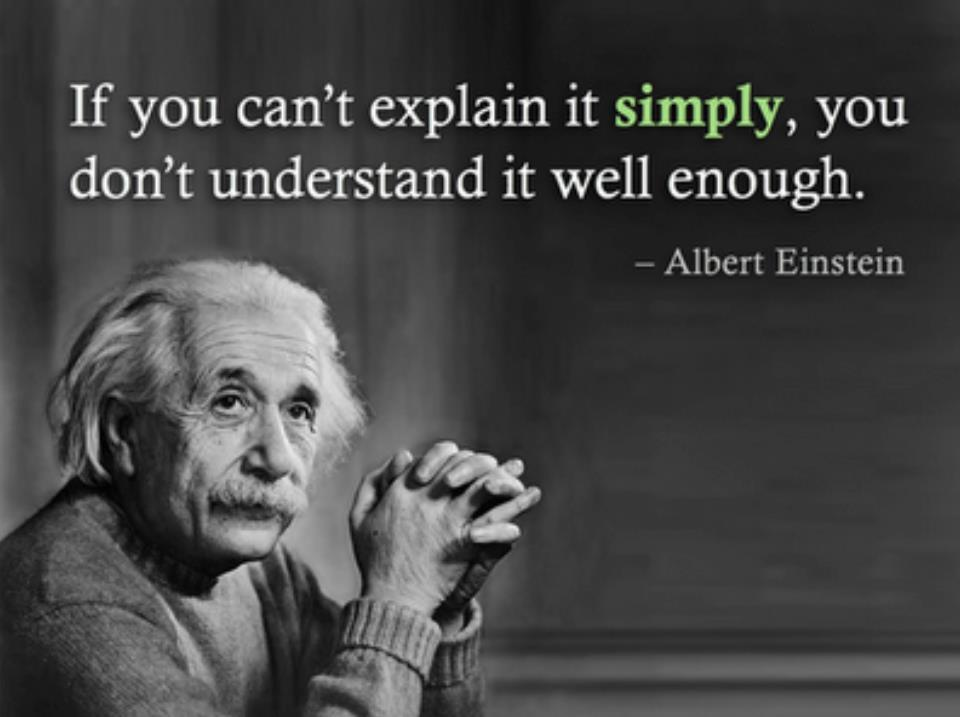 If you can’t explain it simply, you
don’t understand it well enough.
– Albert Einstein